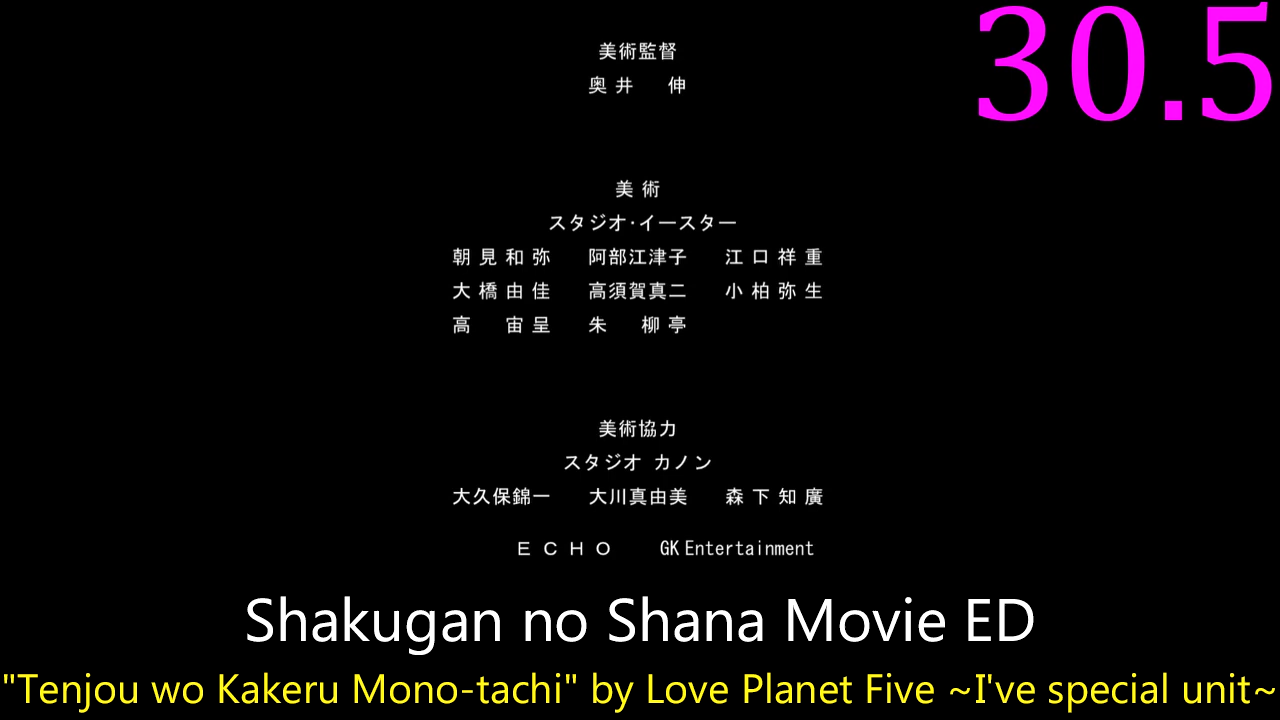 30.5
美術監督
奥井 伸
美術
スタジオ・イースター
朝見和弥 阿部江津子 江口祥重
大橋由佳 高須賀真二 小柏弥生
高 宙呈 朱 柳亭
美術協力
スタジオ カノン
大久保錦一 大川真由美 森下知廣
ECHO GK Entertainment
Shakugan no Shana Movie ED
"Tenjou wo Kakeru Mono-tachi" by Love Planet Five ~I've special unit~